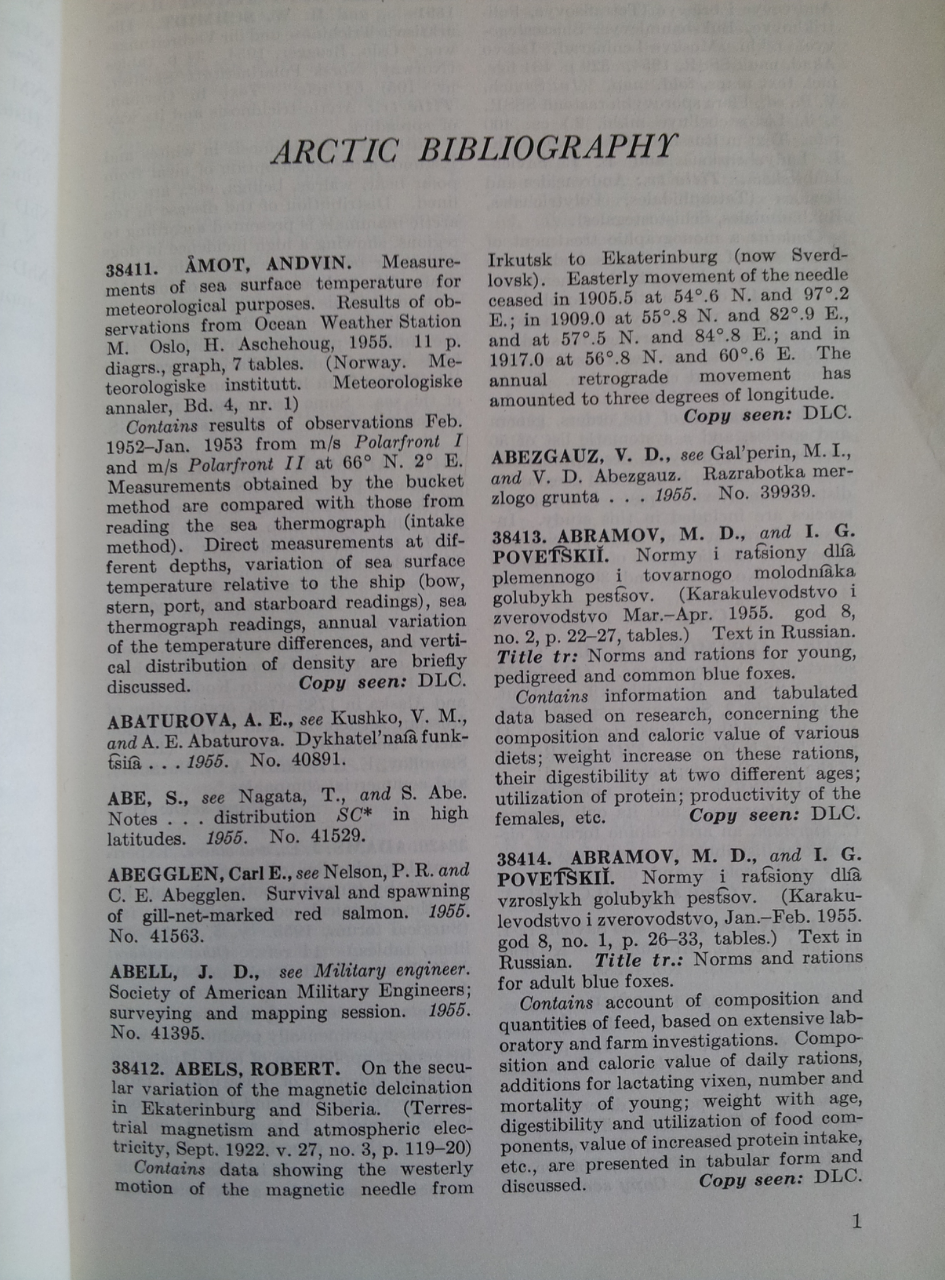 ARCTIC BIBLIOGRAPHY
38411. ÅMOT, ANDVIN. Measure-
ments of sea surface temperature for
meteorological purposes. Results of ob-
servations from Ocean Weather Station
M. Oslo, H. Aschehoug, 1955. 11 p.
diagrs., graph, 7 tables. (Norway. Me-
teorologiske institutt. Meteorologiske
annaler, Bd. 4, nr. 1)
Contains results of observations Feb.
1952–Jan. 1953 from m/s Polarfront I
and m/s Polarfront II at 66° N. 2° E.
Measurements obtained by the bucket
method are compared with those from
reading the sea thermograph (intake
method). Direct measurements at dif-
ferent depths, variation of sea surface
temperature relative to the ship (bow,
stern, port, and starboard readings), sea
thermograph readings, annual variation
of the temperature differences, and verti-
cal distribution of density are briefly
discussed. Copy seen: DLC.
ABATUROVA, A. E., see Kushko, V. M.,
and A. E. Abaturova. Dykhatel'nai͡a funk-
t͡sii͡a . . . 1955. No. 40891.
ABE, S., see Nagata, T., and S. Abe.
Notes . . . distribution SC* in high
latitudes. 1955. No. 41529.
ABEGGLEN, Carl E., see Nelson, P. R. and
C. E. Abegglen. Survival and spawning
of gill-net-marked red salmon. 1955.
No. 41563.
ABELL, J. D., see Military engineer.
Society of American Military Engineers;
surveying and mapping session. 1955.
No. 41395.
38412. ABELS, ROBERT. On the secu-
lar variation of the magnetic delcination
in Ekaterinburg and Siberia. (Terres-
trial magnetism and atmospheric elec-
tricity, Sept. 1922. v. 27, no. 3, p. 119–20)
Contains data showing the westerly
motion of the magnetic needle from
Irkutsk to Ekaterinburg (now Sverd-
lovsk). Easterly movement of the needle
ceased in 1905.5 at 54°.6 N. and 97°.2
E.; in 1909.0 at 55°.8 N. and 82°.9 E.,
and at 57°.5 N. and 84°.8 E.; and in
1917.0 at 56°.8 N. and 60°.6 E. The
annual retrograde movement has
amounted to three degrees of longitude.
Copy seen: DLC.
ABEZGAUZ, V. D., see Gal'perin, M. I.,
and V. D. Abezgauz. Razrabotka mer-
zlogo grunta . . . 1955. No. 39939.
38413. ABRAMOV, M. D., and I. G.
POVET͡SKIĬ. Normy i rat͡siony dli͡a
plemennogo i tovarnogo molodni͡aka
golubykh pest͡sov. (Karakulevodstvo i
zverovodstvo Mar.–Apr. 1955. god 8,
no. 2, p. 22–27, tables.) Text in Russian.
Title tr: Norms and rations for young,
pedigreed and common blue foxes.
Contains information and tabulated
data based on research, concerning the
composition and caloric value of various
diets; weight increase on these rations,
their digestibility at two different ages;
utilization of protein; productivity of the
females, etc. Copy seen: DLC.
38414. ABRAMOV, M. D., and I. G.
POVET͡SKIĬ. Normy i rat͡siony dli͡a
vzroslykh golubykh pest͡sov. (Karaku-
levodstvo i zverovodstvo, Jan.–Feb. 1955.
god 8, no. 1, p. 26–33, tables.) Text in
Russian. Title tr.: Norms and rations
for adult blue foxes.
Contains account of composition and
quantities of feed, based on extensive lab-
oratory and farm investigations. Compo-
sition and caloric value of daily rations,
additions for lactating vixen, number and
mortality of young; weight with age,
digestibility and utilization of food com-
ponents, value of increased protein intake,
etc., are presented in tabular form and
discussed. Copy seen: DLC.
1